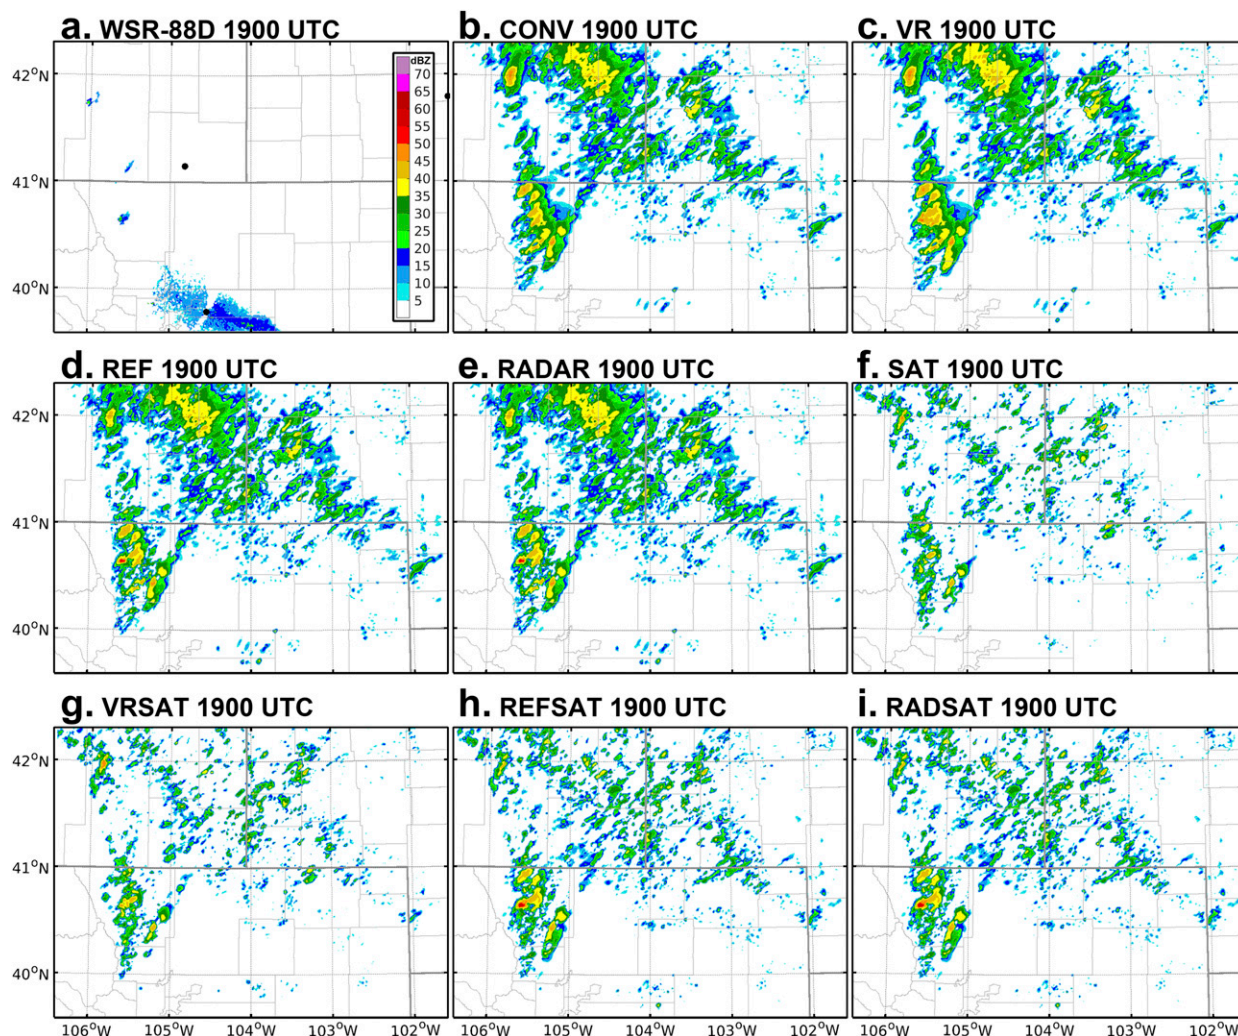 a. WSR-88D 1900 UTC
b. CONV 1900 UTC
c. VR 1900 UTC
42°N
41°N
40°N
dBZ
70
65
60
55
50
45
40
35
30
25
20
15
10
5
d. REF 1900 UTC
e. RADAR 1900 UTC
f. SAT 1900 UTC
42°N
41°N
40°N
g. VRSAT 1900 UTC
h. REFSAT 1900 UTC
i. RADSAT 1900 UTC
42°N
41°N
40°N
106°W 105°W 104°W 103°W 102°W
106°W 105°W 104°W 103°W 102°W
106°W 105°W 104°W 103°W 102°W